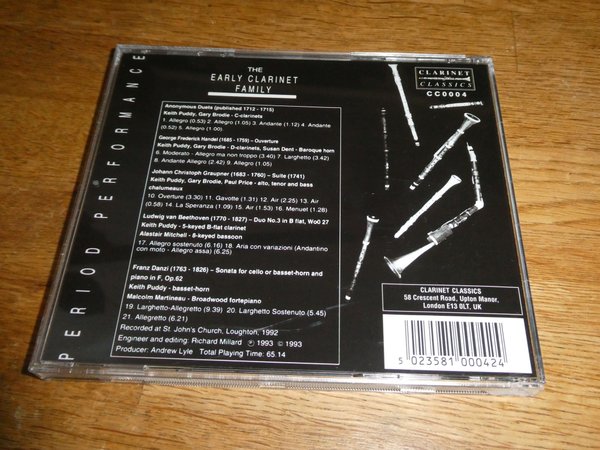 PERIOD PERFORMANCE
THE
EARLY CLARINET
FAMILY
Anonymous Duets (published 1712 - 1715)
Keith Puddy, Gary Brodie - C-clarinets
1. Allegro (0.53) 2. Allegro (1.05) 3. Andante (1.12) 4. Andante
(0.52) 5. Allegro (1.00)
George Frederick Handel (1685 - 1759) – Ouverture
Keith Puddy, Gary Brodie - D-clarinets, Susan Dent - Baroque horn
6. Moderato - Allegro ma non troppo (3.40) 7. Larghetto (3.42)
8. Andante Allegro (2.42) 9. Allegro (1.05)
Johann Christoph Graupner (1683 - 1760) – Suite (1741)
Keith Puddy, Gary Brodie, Paul Price - alto, tenor and bass
chalumeaux
10. Overture (3.30) 11. Gavotte (1.31) 12. Air (2.25) 13. Air
(0.58) 14. La Speranza (1.09) 15. Air (1.53) 16. Menuet (1.28)
Ludwig van Beethoven (1770 - 1827) – Duo No.3 in B flat, Wo0 27
Keith Puddy - 5-keyed B-flat clarinet
Alastair Mitchell - 8-keyed bassoon
17. Allegro sostenuto (6.16) 18. Aria con variazioni (Andantino
con moto - Allegro assa) (6.25)
Franz Danzi (1763 - 1826) – Sonata for cello or basset-horn and
piano in F, Op.62
Keith Puddy - basset-horn
Malcolm Martineau - Broadwood fortepiano
19. Larghetto-Allegretto (9.39) 20. Larghetto Sostenuto (5.45)
21. Allegretto (6.21)
Recorded at St. John's Church, Loughton, 1992
Engineer and editing: Richard Millard ℗ 1993 © 1993
Producer: Andrew Lyle Total Playing Time: 65.14
CLARINET
CLASSICS
CC0004
CLARINET CLASSICS
58 Crescent Road, Upton Manor,
London E13 0LT, UK
5 023581 000424